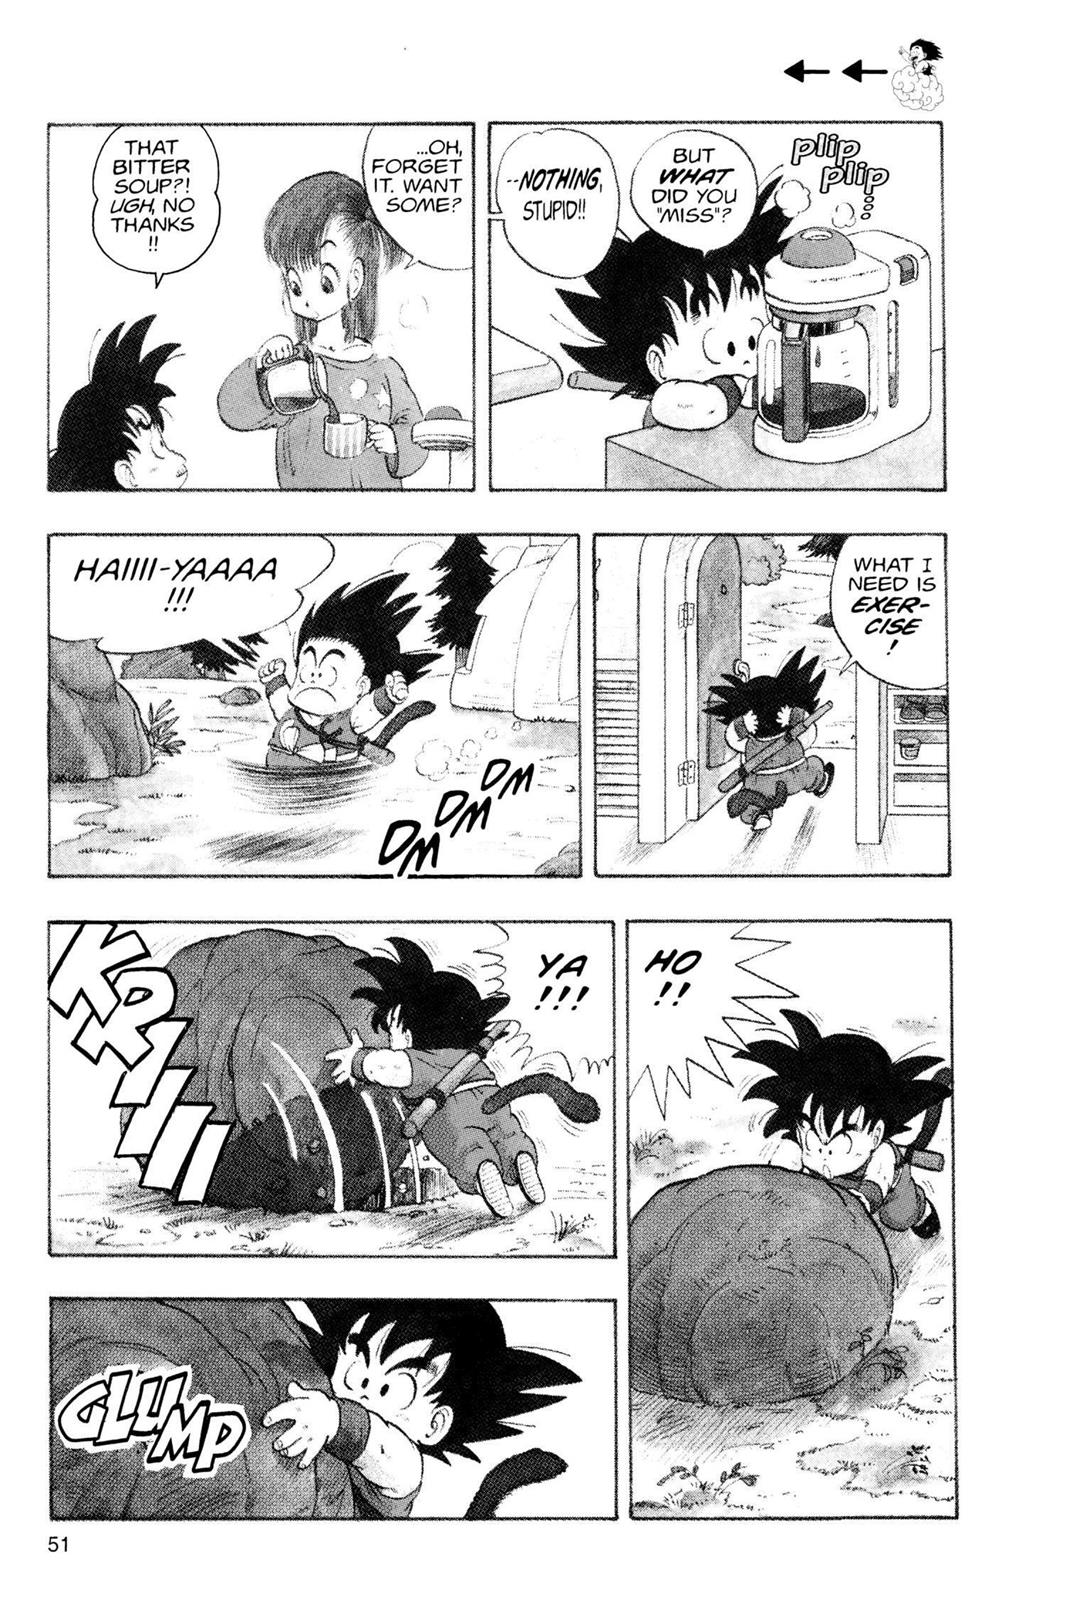 BUT
WHAT
DID YOU
"MISS"?
plip
plip...
--NOTHING,
STUPID!!
...OH,
FORGET
IT. WANT
SOME?
THAT
BITTER
SOUP?!
UGH, NO
THANKS
!!
WHAT I
NEED IS
EXER-
CISE
!
HAIIII-YAAAA
!!!
DM
DM
DM
HO
!!
YA
!!!
KRIIII
GLUMP
51